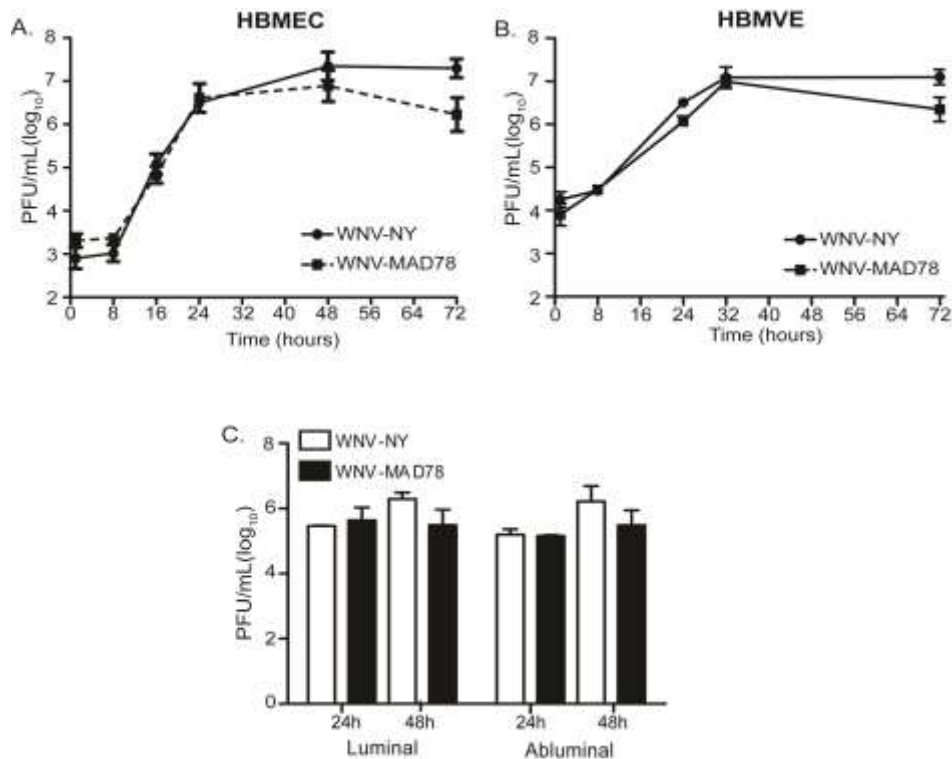 A.
HBMEC
PFU/mL(log10)
8
7
6
5
4
3
2
WNV-NY
WNV-MAD78
0 8 16 24 32 40 48 56 64 72
Time (hours)
B.
HBMVE
PFU/mL(log10)
8
7
6
5
4
3
2
WNV-NY
WNV-MAD78
0 8 16 24 32 40 48 56 64 72
Time (hours)
C.
WNV-NY
WNV-MAD78
PFU/mL(log10)
8
6
4
2
0
24h 48h 24h 48h
Luminal Abluminal